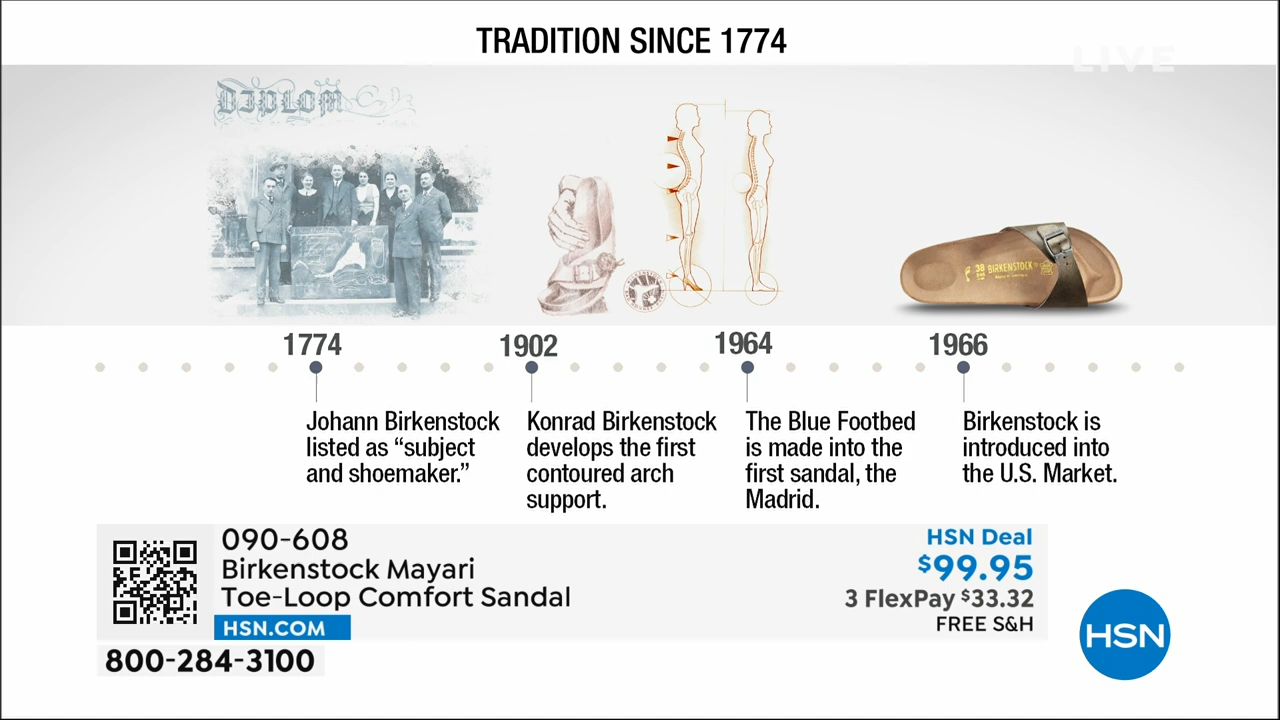 TRADITION SINCE 1774
LIVE
Diplom
BIRKENSTOCK
38
1774
1902
1964
1966
Johann Birkenstock
listed as “subject
and shoemaker.”
Konrad Birkenstock
develops the first
contoured arch
support.
The Blue Footbed
is made into the
first sandal, the
Madrid.
Birkenstock is
introduced into
the U.S. Market.
090-608
Birkenstock Mayari
Toe-Loop Comfort Sandal
HSN.COM
800-284-3100
HSN Deal
$99.95
3 FlexPay $33.32
FREE S&H
HSN